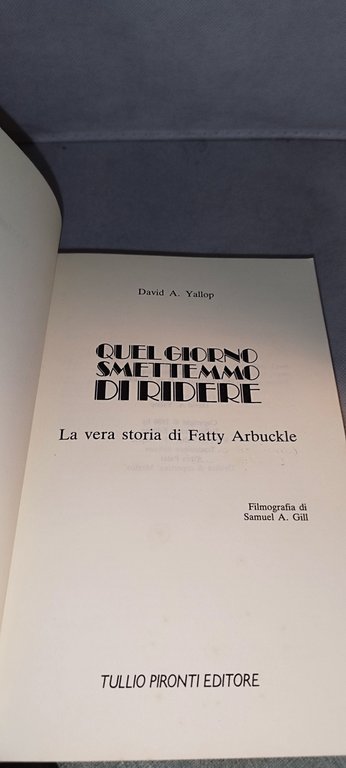 David A. Yallop
QUEL GIORNO
SMETTEMMO
DI RIDERE
La vera storia di Fatty Arbuckle
Filmografia di
Samuel A. Gill
TULLIO PIRONTI EDITORE